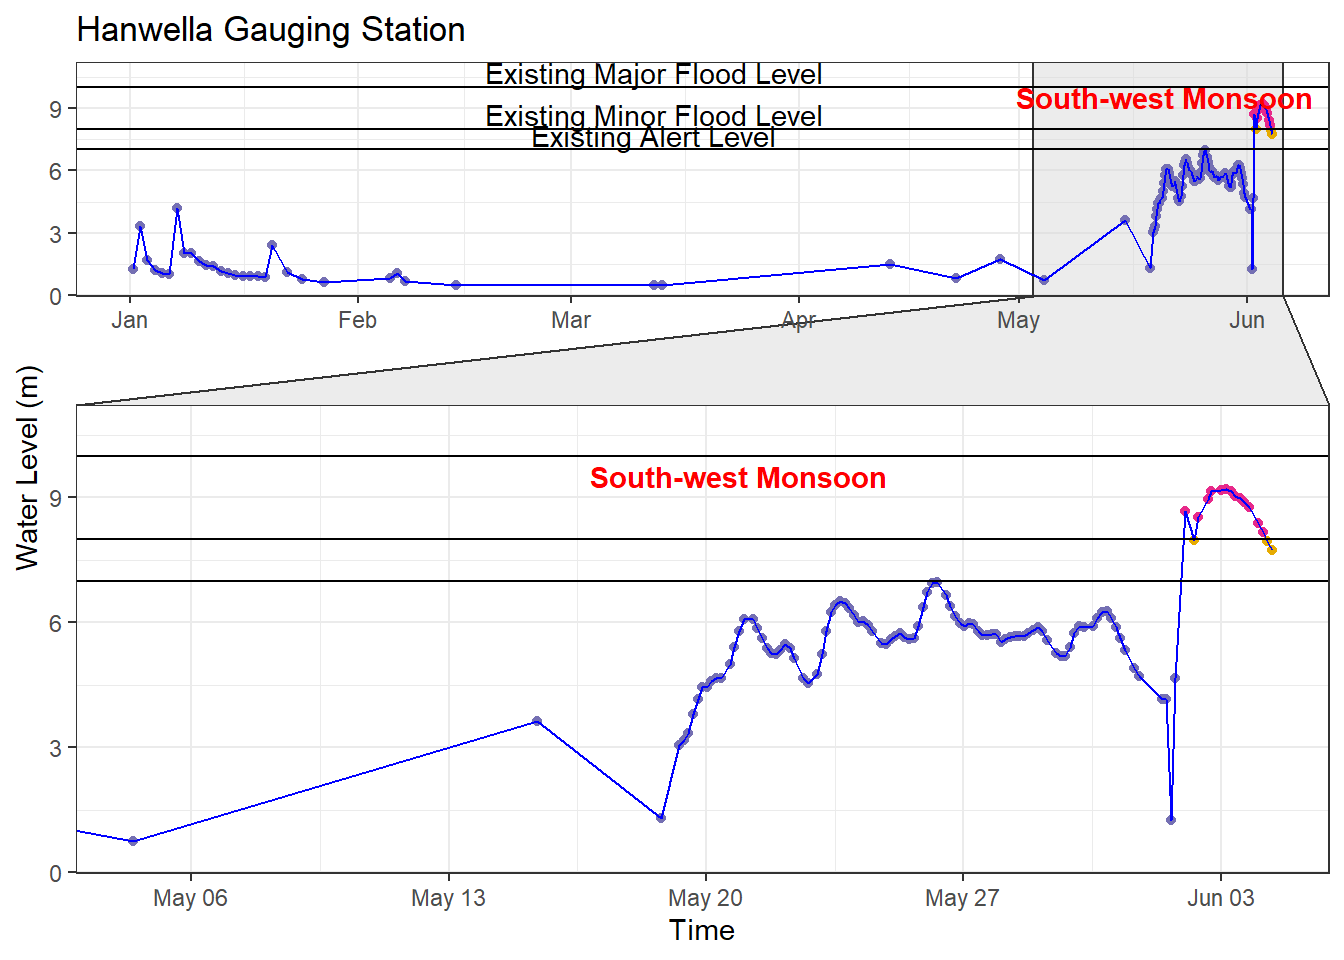 Hanwella Gauging Station
Existing Major Flood Level
South-west Monsoon
Existing Minor Flood Level
Existing Alert Level
9
6
3
0
Jan Feb Mar Apr May Jun
Water Level (m)
South-west Monsoon
9
6
3
0
May 06 May 13 May 20 May 27 Jun 03
Time